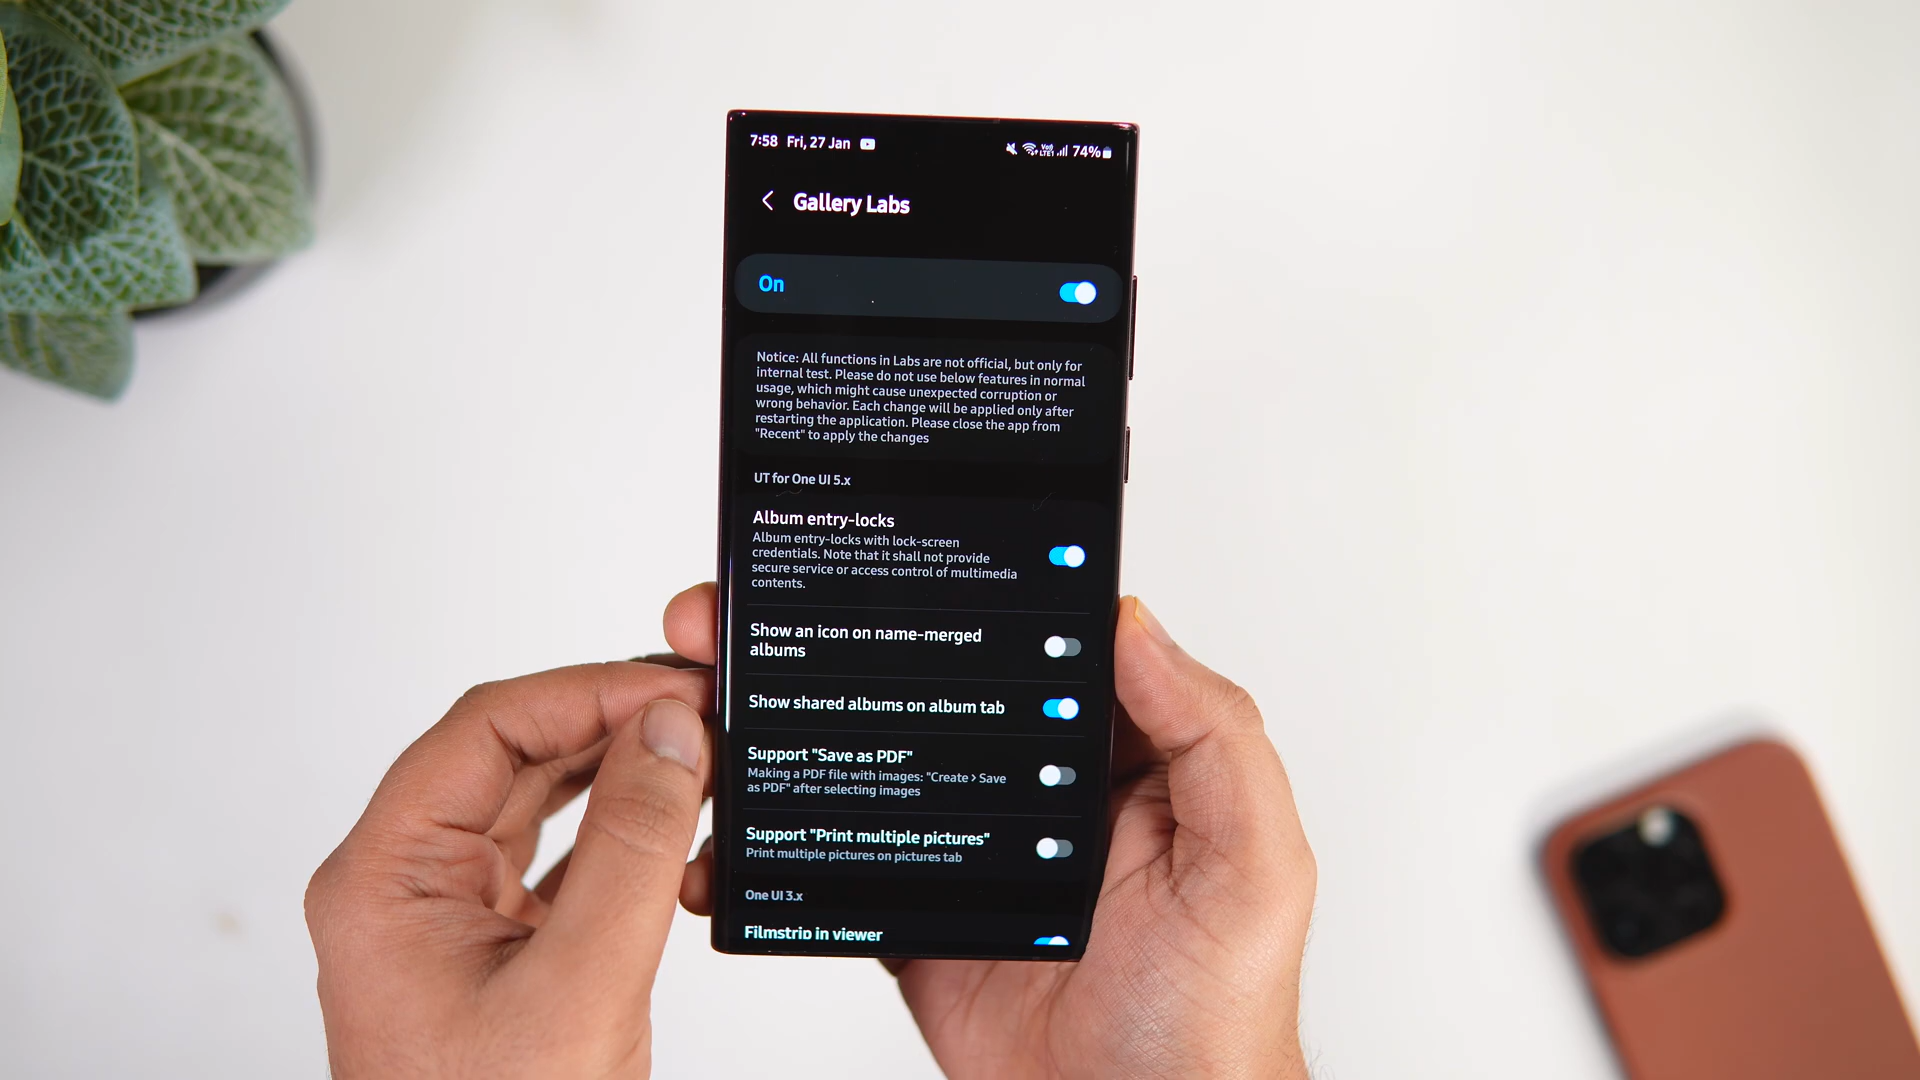 7:58 Fri, 27 Jan
Vo))
LTE1
74%
Gallery Labs
On
Notice: All functions in Labs are not official, but only for
internal test. Please do not use below features in normal
usage, which might cause unexpected corruption or
wrong behavior. Each change will be applied only after
restarting the application. Please close the app from
"Recent" to apply the changes
UT for One UI 5.x
Album entry-locks
Album entry-locks with lock-screen
credentials. Note that it shall not provide
secure service or access control of multimedia
contents.
Show an icon on name-merged
albums
Show shared albums on album tab
Support "Save as PDF"
Making a PDF file with images: "Create > Save
as PDF" after selecting images
Support "Print multiple pictures"
Print multiple pictures on pictures tab
One UI 3.x
Filmstrip in viewer